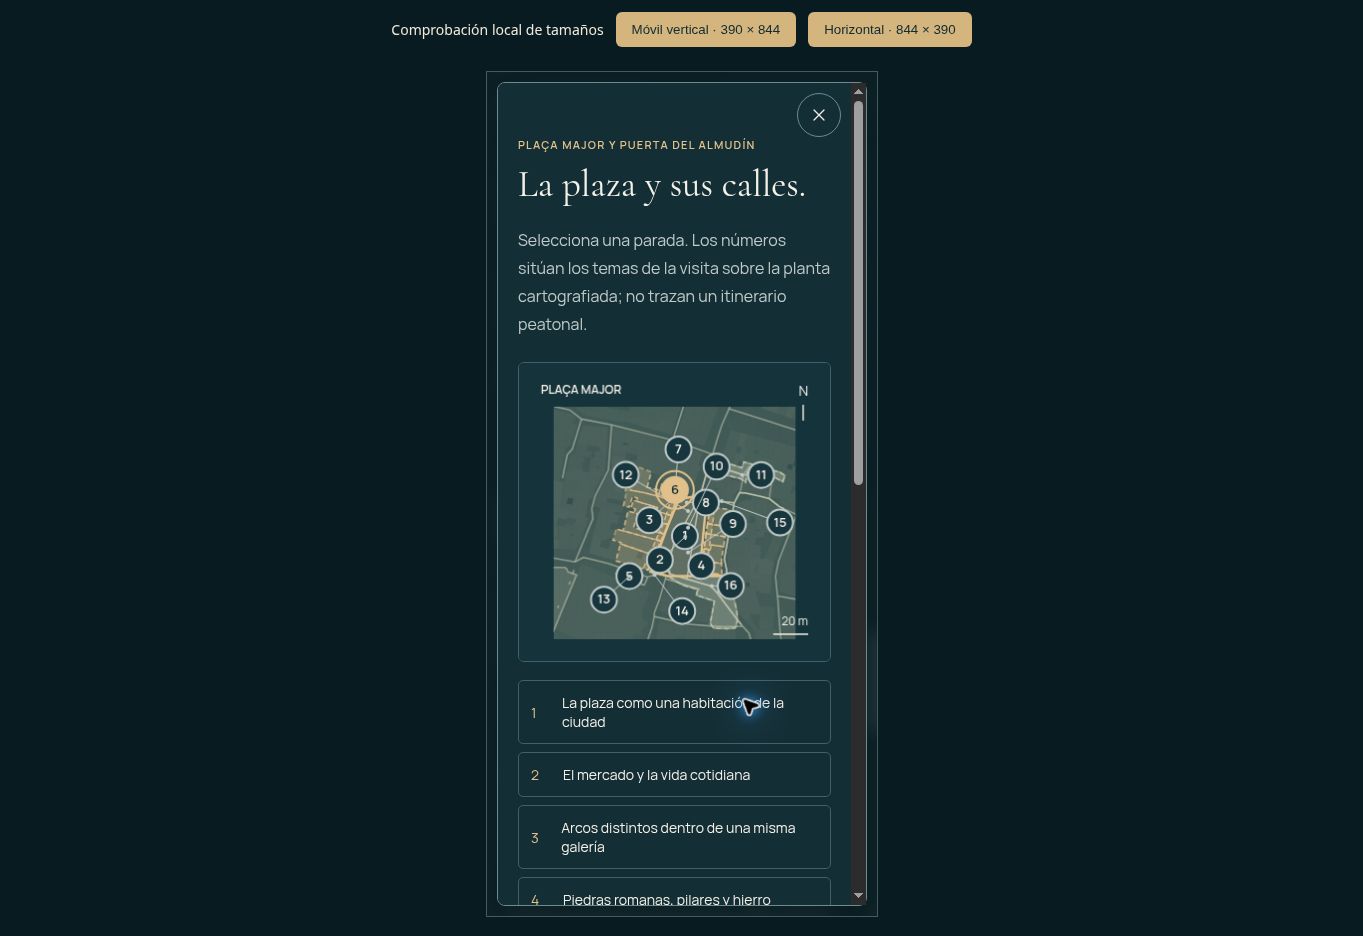 Comprobación local de tamaños
Móvil vertical · 390 × 844
Horizontal · 844 × 390
PLAÇA MAJOR Y PUERTA DEL ALMUDÍN
La plaza y sus calles.
Selecciona una parada. Los números
sitúan los temas de la visita sobre la planta
cartografiada; no trazan un itinerario
peatonal.
PLAÇA MAJOR
N
7
10
12
11
6
8
3
9
15
1
2
4
5
16
13
14
20 m
1 La plaza como una habitación de la
ciudad
2 El mercado y la vida cotidiana
3 Arcos distintos dentro de una misma
galería
4 Piedras romanas, pilares y hierro